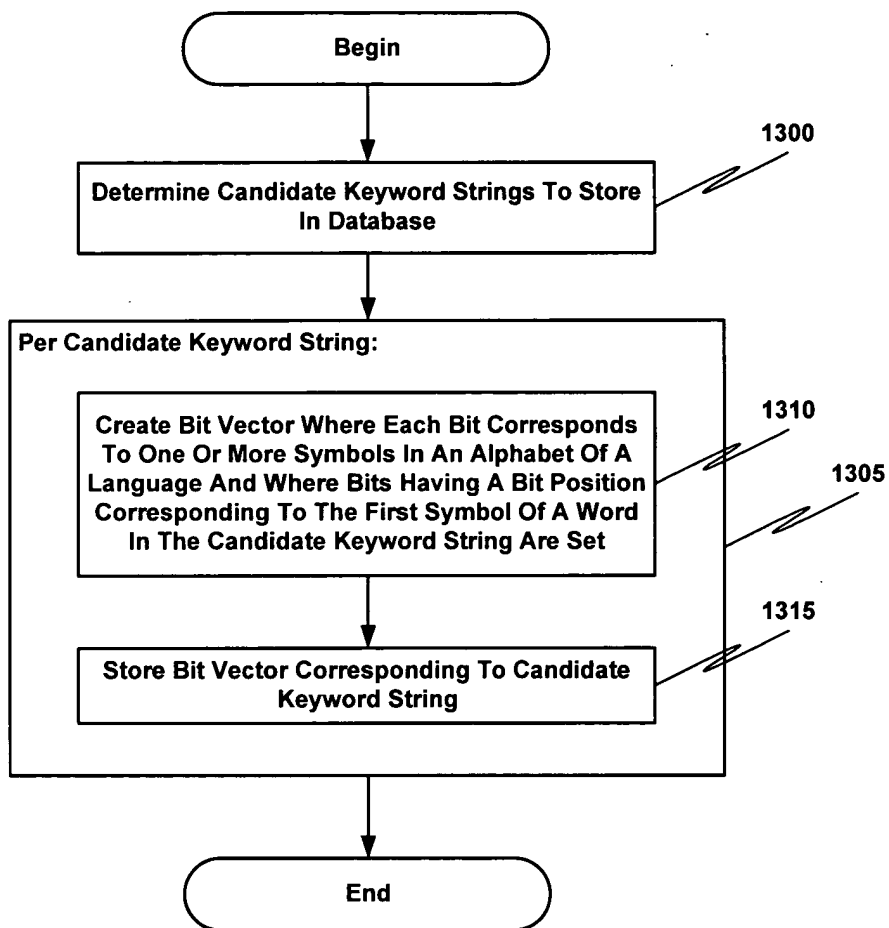 Begin
1300
Determine Candidate Keyword Strings To Store
In Database
Per Candidate Keyword String:
1310
Create Bit Vector Where Each Bit Corresponds
To One Or More Symbols In An Alphabet Of A
Language And Where Bits Having A Bit Position
Corresponding To The First Symbol Of A Word
In The Candidate Keyword String Are Set
1305
1315
Store Bit Vector Corresponding To Candidate
Keyword String
End